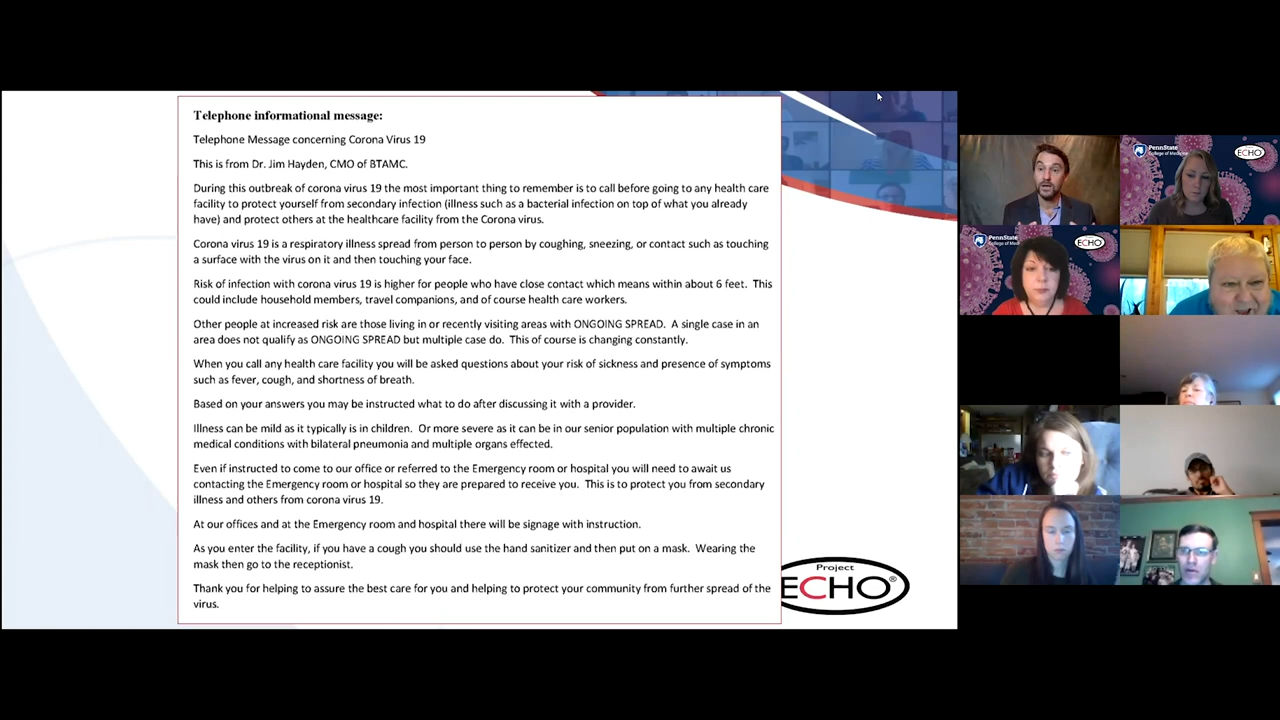 Telephone informational message:
Telephone Message concerning Corona Virus 19
This is from Dr. Jim Hayden, CMO of BTAMC.
During this outbreak of corona virus 19 the most important thing to remember is to call before going to any health care
facility to protect yourself from secondary infection (illness such as a bacterial infection on top of what you already
have) and protect others at the healthcare facility from the Corona virus.
Corona virus 19 is a respiratory illness spread from person to person by coughing, sneezing, or contact such as touching
a surface with the virus on it and then touching your face.
Risk of infection with corona virus 19 is higher for people who have close contact which means within about 6 feet. This
could include household members, travel companions, and of course health care workers.
Other people at increased risk are those living in or recently visiting areas with ONGOING SPREAD. A single case in an
area does not qualify as ONGOING SPREAD but multiple case do. This of course is changing constantly.
When you call any health care facility you will be asked questions about your risk of sickness and presence of symptoms
such as fever, cough, and shortness of breath.
Based on your answers you may be instructed what to do after discussing it with a provider.
Illness can be mild as it typically is in children. Or more severe as it can be in our senior population with multiple chronic
medical conditions with bilateral pneumonia and multiple organs effected.
Even if instructed to come to our office or referred to the Emergency room or hospital you will need to await us
contacting the Emergency room or hospital so they are prepared to receive you. This is to protect you from secondary
illness and others from corona virus 19.
At our offices and at the Emergency room and hospital there will be signage with instruction.
As you enter the facility, if you have a cough you should use the hand sanitizer and then put on a mask. Wearing the
mask then go to the receptionist.
Thank you for helping to assure the best care for you and helping to protect your community from further spread of the
virus.
Project
ECHO®
PennState
College of Medicine
ECHO
PennState
College of Medi
ECHO